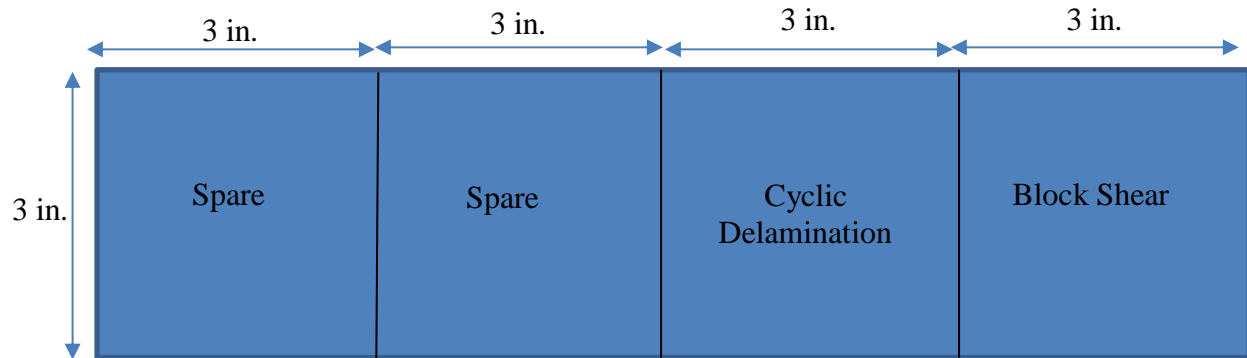 3 in.
3 in.
3 in.
3 in.
3 in.
Spare
Spare
Cyclic
Delamination
Block Shear